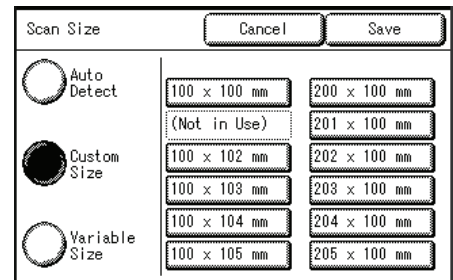 Scan Size
Cancel
Save
Auto
Detect
Custom
Size
Variable
Size
100 × 100 mm
(Not in Use)
100 × 102 mm
100 × 103 mm
100 × 104 mm
100 × 105 mm
200 × 100 mm
201 × 100 mm
202 × 100 mm
203 × 100 mm
204 × 100 mm
205 × 100 mm